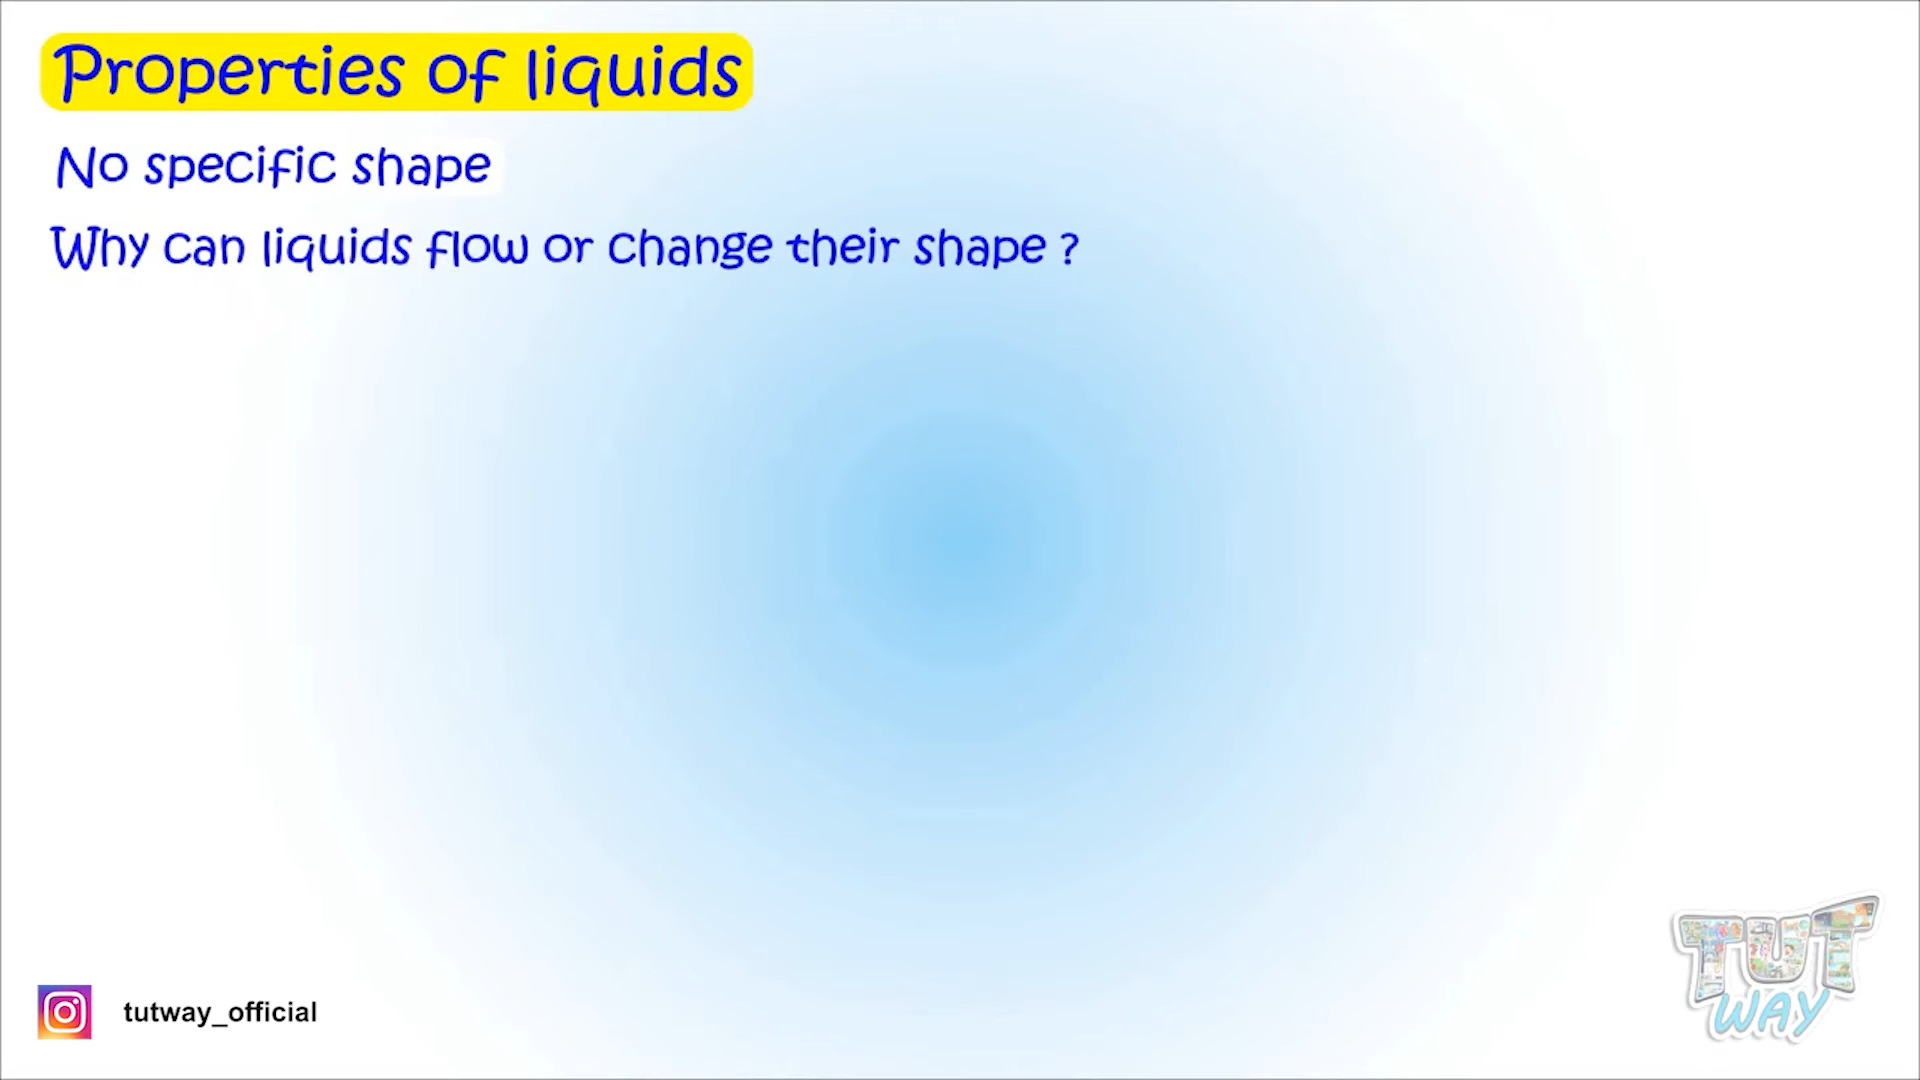 Properties of liquids
No specific shape
Why can liquids flow or change their shape ?
tutway_official
TUT
WAY